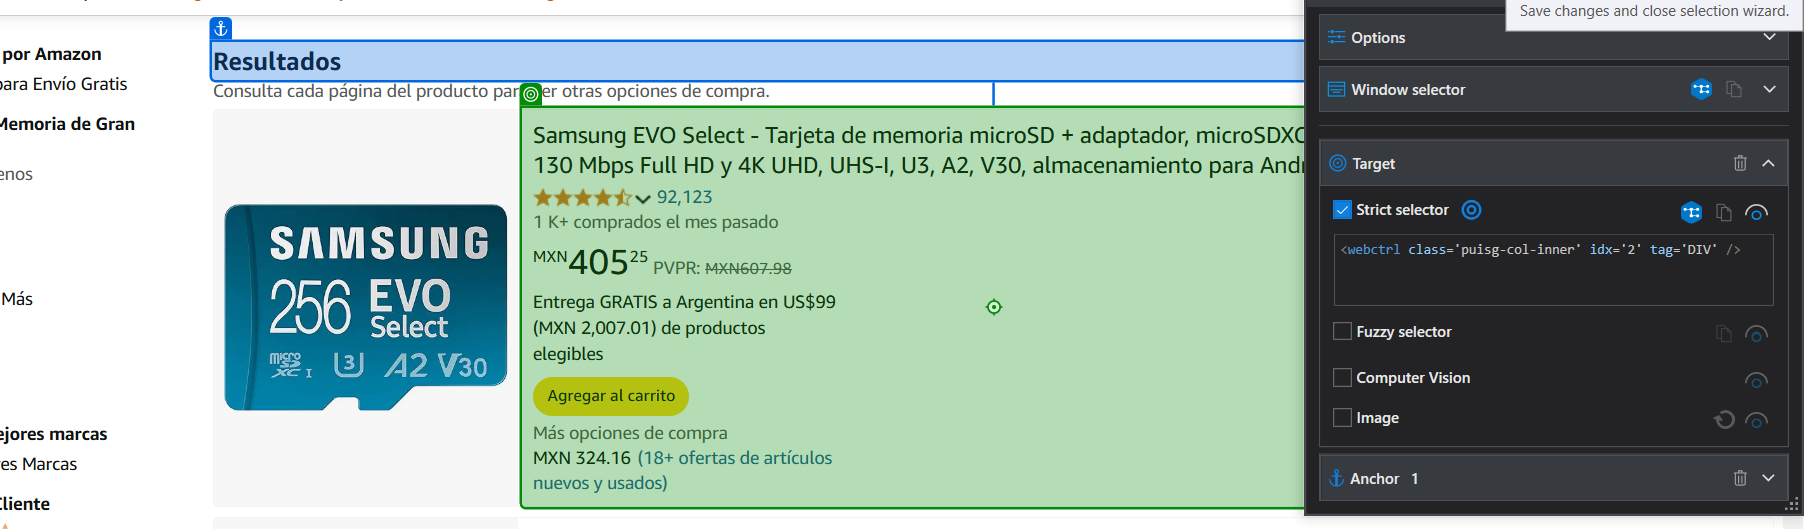 por Amazon
para Envío Gratis
Memoria de Gran
enos
Más
ejores marcas
res Marcas
Cliente
Resultados
Consulta cada página del producto par er otras opciones de compra.
SAMSUNG
256 EVO Select
micro SD XC I U3 A2 V30
Samsung EVO Select - Tarjeta de memoria microSD + adaptador, microSDXC
130 Mbps Full HD y 4K UHD, UHS-I, U3, A2, V30, almacenamiento para Andr
92,123
1 K+ comprados el mes pasado
MXN405 25 PVPR: MXN607.98
Entrega GRATIS a Argentina en US$99
(MXN 2,007.01) de productos
elegibles
Agregar al carrito
Más opciones de compra
MXN 324.16 (18+ ofertas de artículos
nuevos y usados)
Save changes and close selection wizard.
Options
Window selector
Target
Strict selector
<webctrl class='puisg-col-inner' idx='2' tag='DIV' />
Fuzzy selector
Computer Vision
Image
Anchor 1